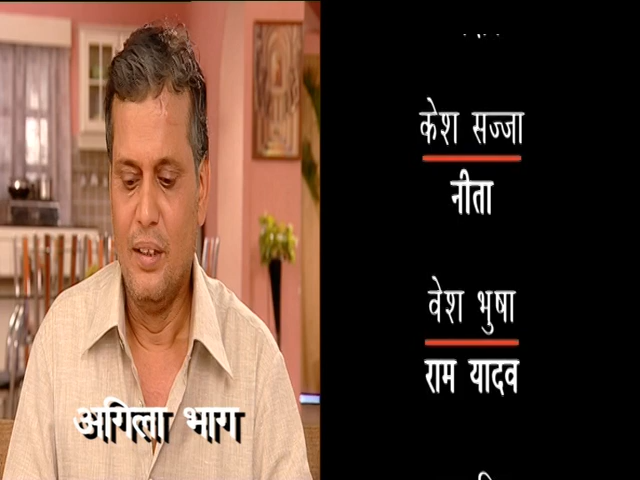 केश सज्जा
नीता
वेश भुषा
राम यादव
अगिला भाग